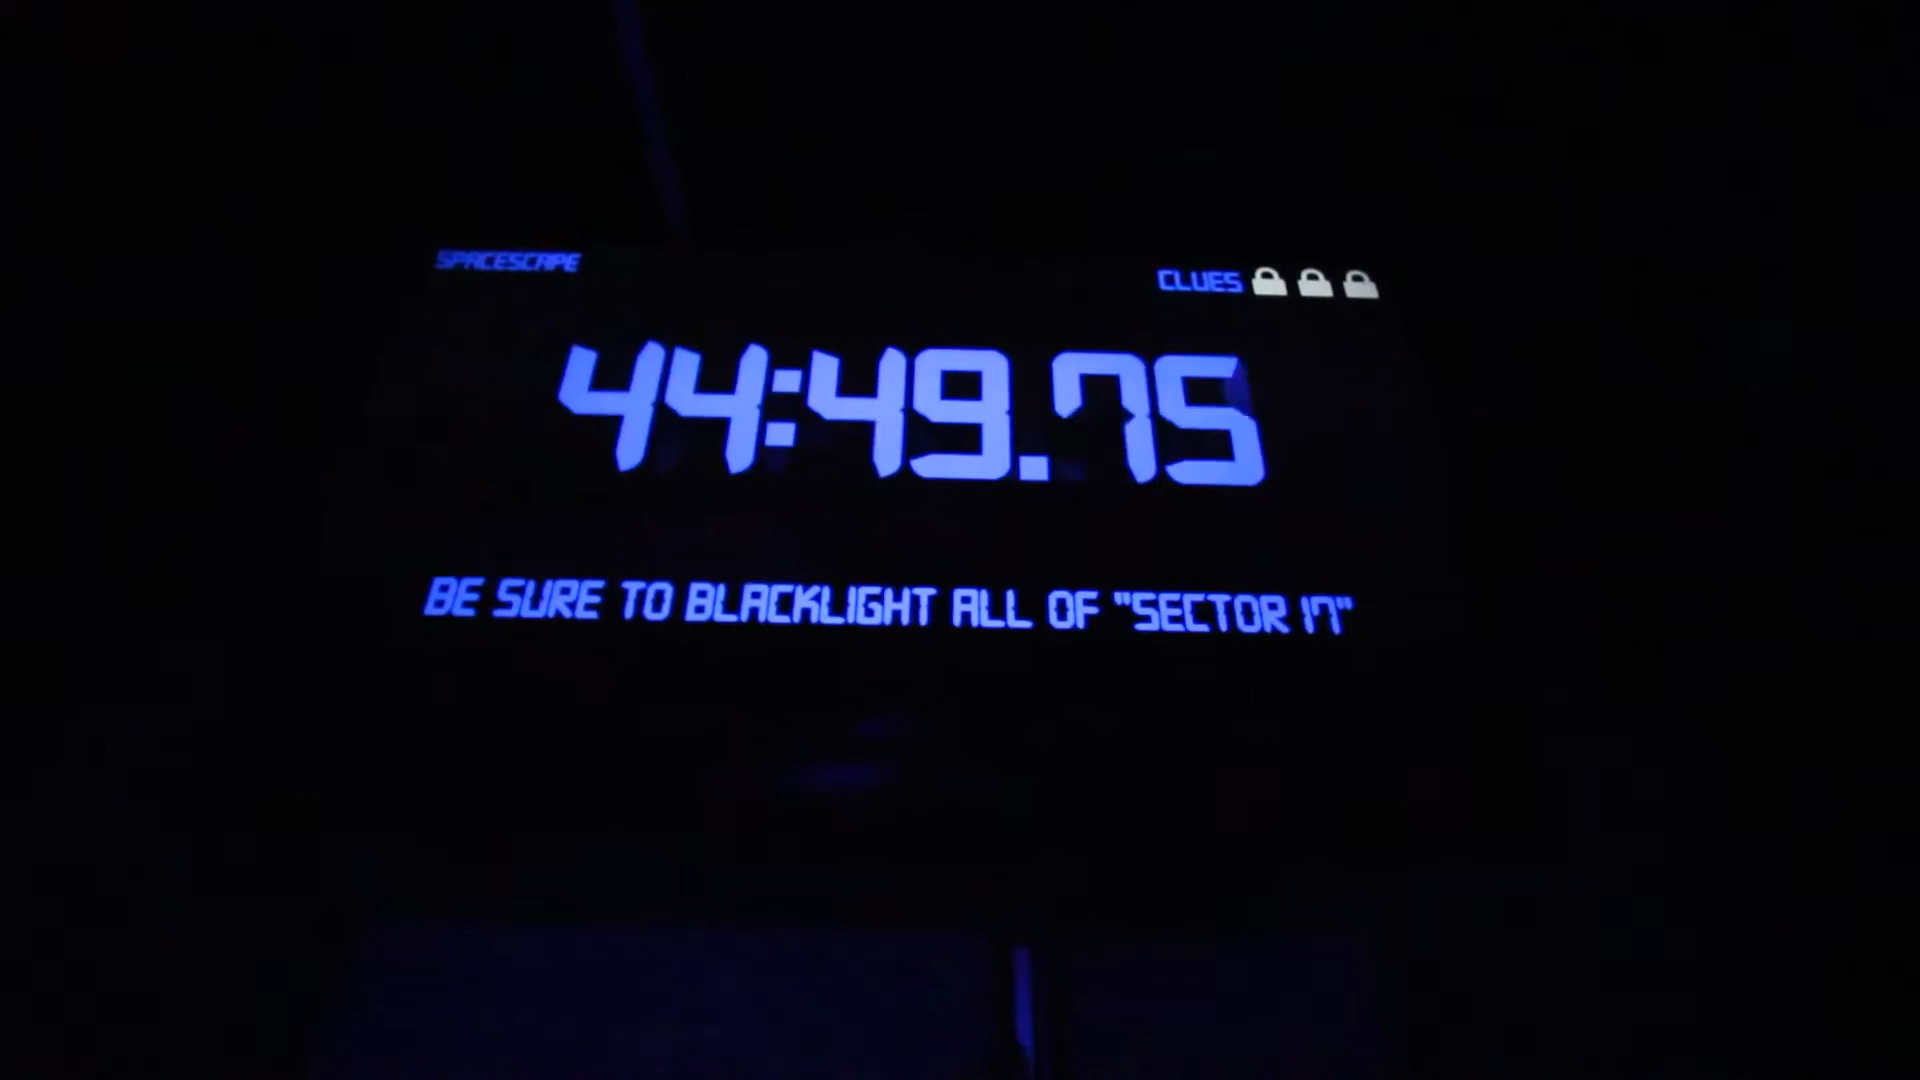 SPACESCAPE
CLUES
44:49.75
BE SURE TO BLACKLIGHT ALL OF "SECTOR 17"